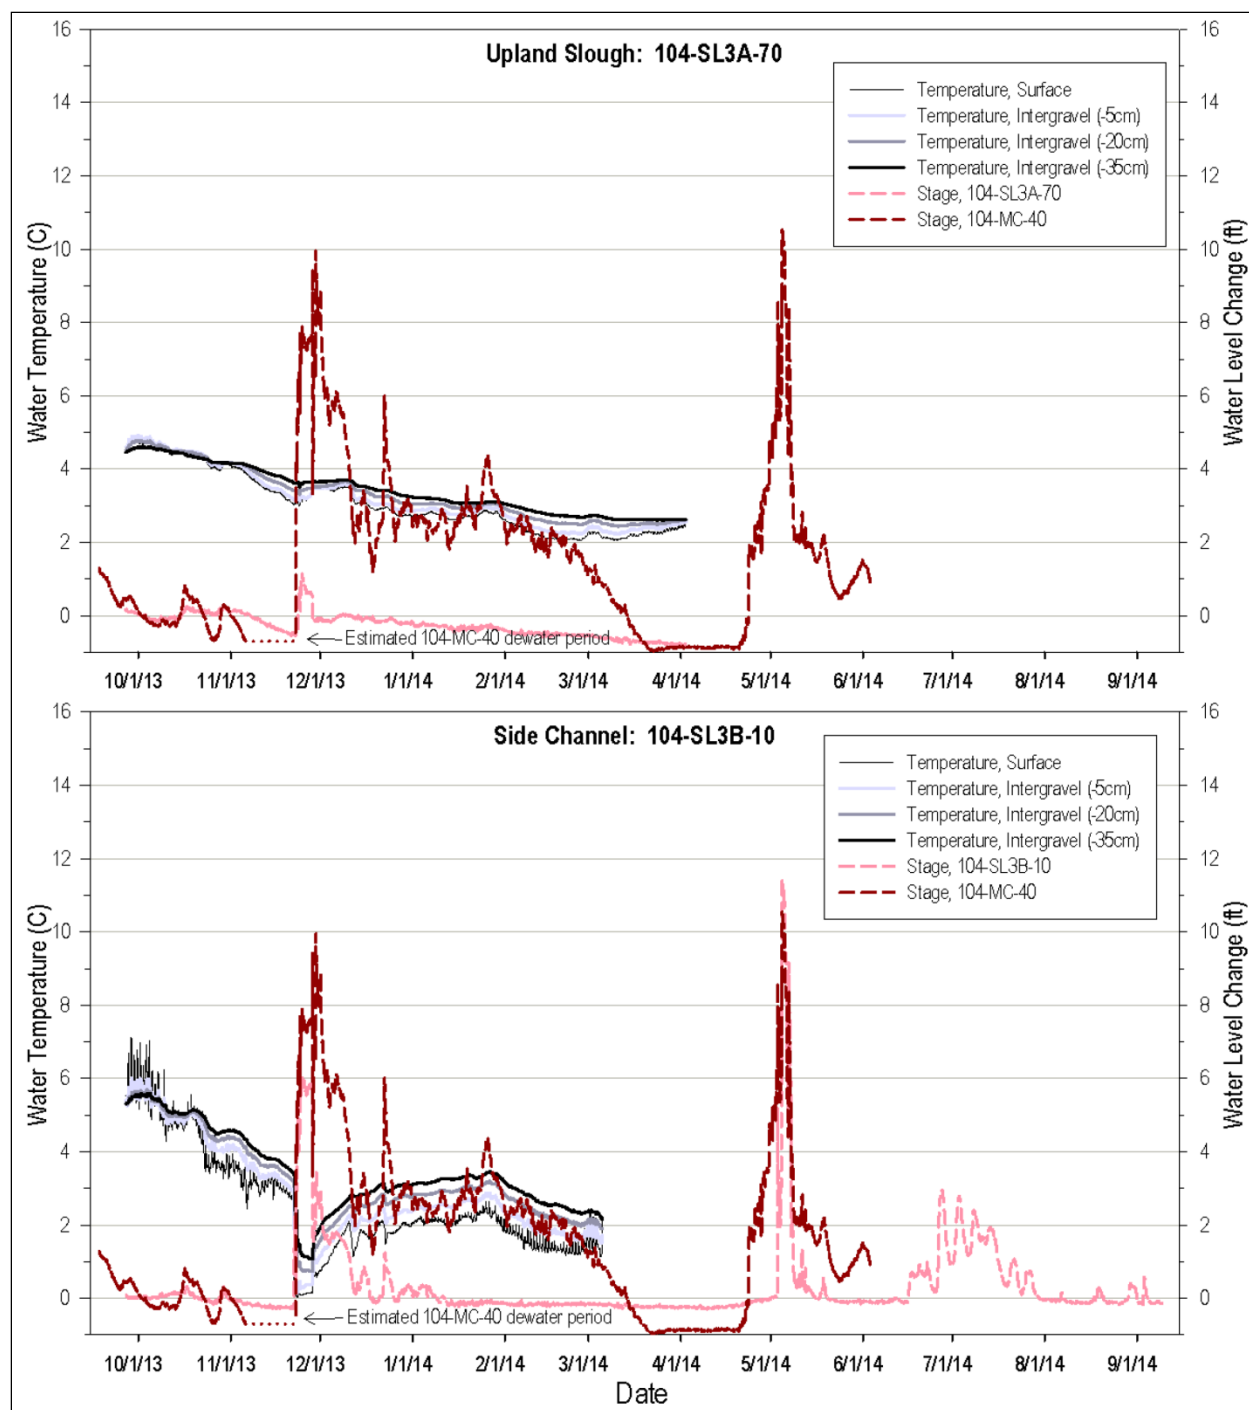 Upland Slough: 104-SL3A-70
Temperature, Surface
Temperature, Intergravel (-5cm)
Temperature, Intergravel (-20cm)
Temperature, Intergravel (-35cm)
Stage, 104-SL3A-70
Stage, 104-MC-40
Water Temperature (C)
16
14
12
10
8
6
4
2
0
Water Level Change (ft)
16
14
12
10
8
6
4
2
0
Estimated 104-MC-40 dewater period
10/1/13 11/1/13 12/1/13 1/1/14 2/1/14 3/1/14 4/1/14 5/1/14 6/1/14 7/1/14 8/1/14 9/1/14
Side Channel: 104-SL3B-10
Temperature, Surface
Temperature, Intergravel (-5cm)
Temperature, Intergravel (-20cm)
Temperature, Intergravel (-35cm)
Stage, 104-SL3B-10
Stage, 104-MC-40
Water Temperature (C)
16
14
12
10
8
6
4
2
0
Water Level Change (ft)
16
14
12
10
8
6
4
2
0
Estimated 104-MC-40 dewater period
10/1/13 11/1/13 12/1/13 1/1/14 2/1/14 3/1/14 4/1/14 5/1/14 6/1/14 7/1/14 8/1/14 9/1/14
Date